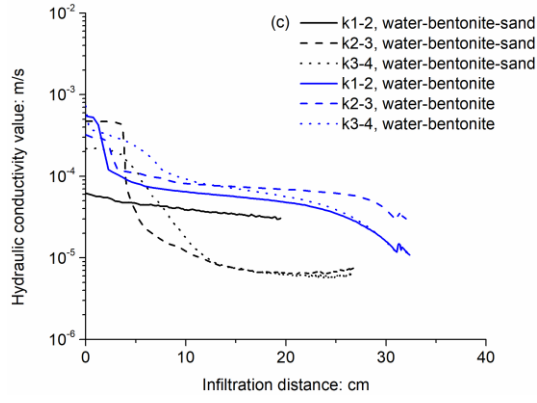 (c)
k1-2, water-bentonite-sand
k2-3, water-bentonite-sand
k3-4, water-bentonite-sand
k1-2, water-bentonite
k2-3, water-bentonite
k3-4, water-bentonite
Hydraulic conductivity value: m/s
10⁻²
10⁻³
10⁻⁴
10⁻⁵
10⁻⁶
0 10 20 30 40
Infiltration distance: cm